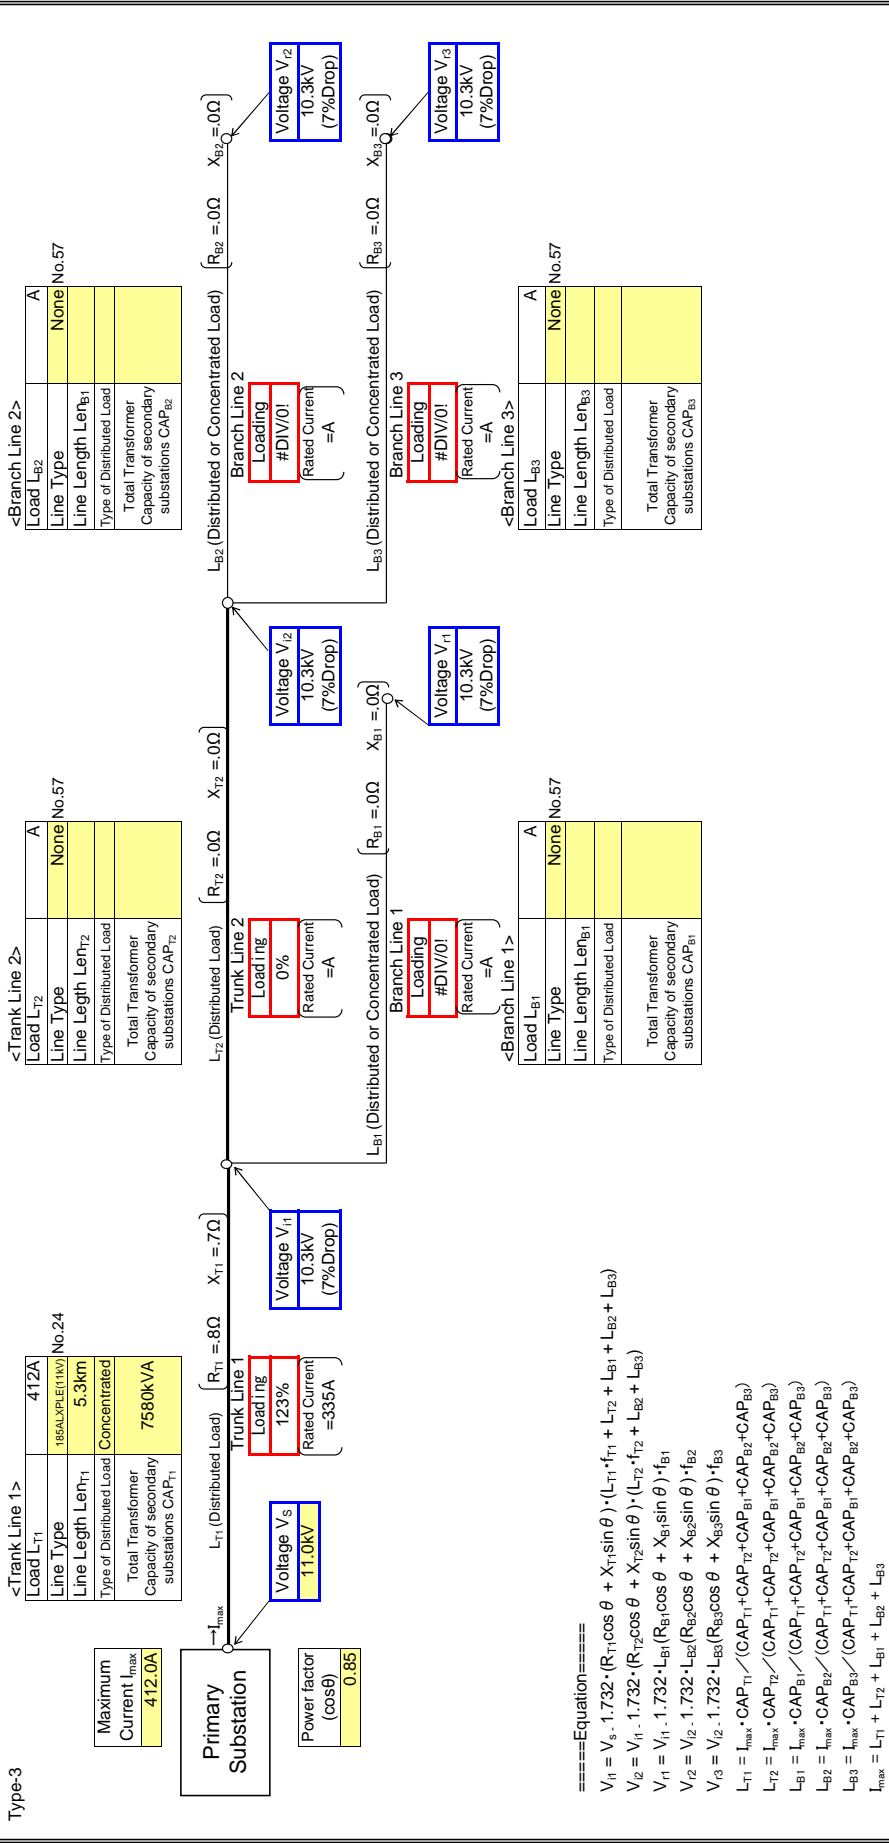 Type-3
Maximum
Current Imax
412.0A
Primary
Substation
Power factor
(cosθ)
0.85
→Imax
Voltage VS
11.0kV
<Trank Line 1>
Load LT1 412A
Line Type 185ALXPLE(11kV) No.24
Line Legth LenT1 5.3km
Type of Distributed Load Concentrated
Total Transformer
Capacity of secondary
substations CAPT1
7580kVA
LT1 (Distributed Load)
RT1 =.8Ω XT1 =.7Ω
Trunk Line 1
Loading
123%
Rated Current
=335A
Voltage Vi1
10.3kV
(7%Drop)
<Trank Line 2>
Load LT2 A
Line Type None No.57
Line Legth LenT2
Type of Distributed Load
Total Transformer
Capacity of secondary
substations CAPT2
LT2 (Distributed Load)
RT2 =.0Ω XT2 =.0Ω
Trunk Line 2
Loading
0%
Rated Current
=A
Voltage Vi2
10.3kV
(7%Drop)
LB1 (Distributed or Concentrated Load)
RB1 =.0Ω XB1 =.0Ω
Branch Line 1
Loading
#DIV/0!
Rated Current
=A
Voltage Vr1
10.3kV
(7%Drop)
<Branch Line 1>
Load LB1 A
Line Type None No.57
Line Length LenB1
Type of Distributed Load
Total Transformer
Capacity of secondary
substations CAPB1
<Branch Line 2>
Load LB2 A
Line Type None No.57
Line Length LenB1
Type of Distributed Load
Total Transformer
Capacity of secondary
substations CAPB2
LB2 (Distributed or Concentrated Load)
RB2 =.0Ω XB2 =.0Ω
Branch Line 2
Loading
#DIV/0!
Rated Current
=A
Voltage Vr2
10.3kV
(7%Drop)
LB3 (Distributed or Concentrated Load)
RB3 =.0Ω XB3 =.0Ω
Branch Line 3
Loading
#DIV/0!
Rated Current
=A
Voltage Vr3
10.3kV
(7%Drop)
<Branch Line 3>
Load LB3 A
Line Type None No.57
Line Length LenB3
Type of Distributed Load
Total Transformer
Capacity of secondary
substations CAPB3
=====Equation=====
Vi1 = Vs - 1.732･(RT1cos θ + XT1sin θ)･(LT1･fT1 + LT2 + LB1 + LB2 + LB3)
Vi2 = Vi1 - 1.732･(RT2cos θ + XT2sin θ)･(LT2･fT2 + LB2 + LB3)
Vr1 = Vi1 - 1.732･LB1(RB1cos θ + XB1sin θ)･fB1
Vr2 = Vi2 - 1.732･LB2(RB2cos θ + XB2sin θ)･fB2
Vr3 = Vi2 - 1.732･LB3(RB3cos θ + XB3sin θ)･fB3
LT1 = Imax･CAPT1／(CAPT1+CAPT2+CAPB1+CAPB2+CAPB3)
LT2 = Imax･CAPT2／(CAPT1+CAPT2+CAPB1+CAPB2+CAPB3)
LB1 = Imax･CAPB1／(CAPT1+CAPT2+CAPB1+CAPB2+CAPB3)
LB2 = Imax･CAPB2／(CAPT1+CAPT2+CAPB1+CAPB2+CAPB3)
LB3 = Imax･CAPB3／(CAPT1+CAPT2+CAPB1+CAPB2+CAPB3)
Imax = LT1 + LT2 + LB1 + LB2 + LB3